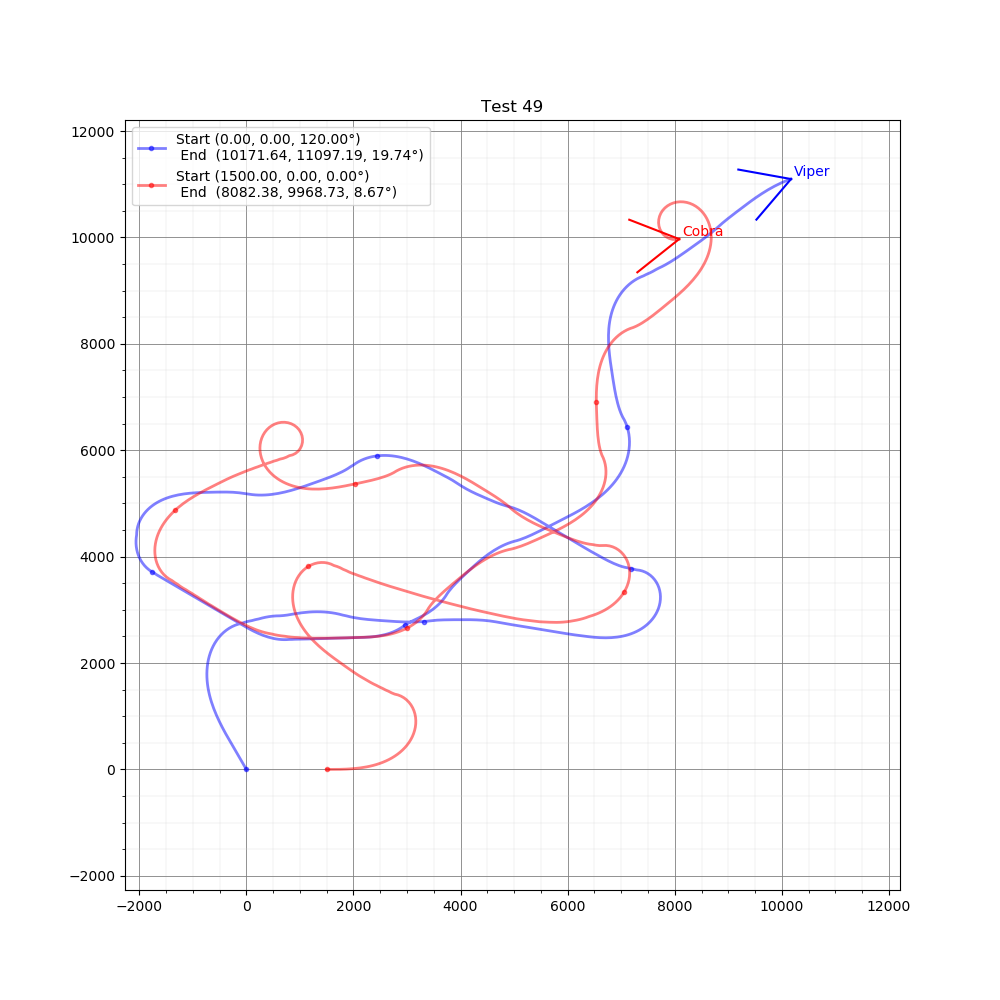 Test 49
Start (0.00, 0.00, 120.00°)
End (10171.64, 11097.19, 19.74°)
Start (1500.00, 0.00, 0.00°)
End (8082.38, 9968.73, 8.67°)
Viper
Cobra
12000
10000
8000
6000
4000
2000
0
−2000
−2000 0 2000 4000 6000 8000 10000 12000